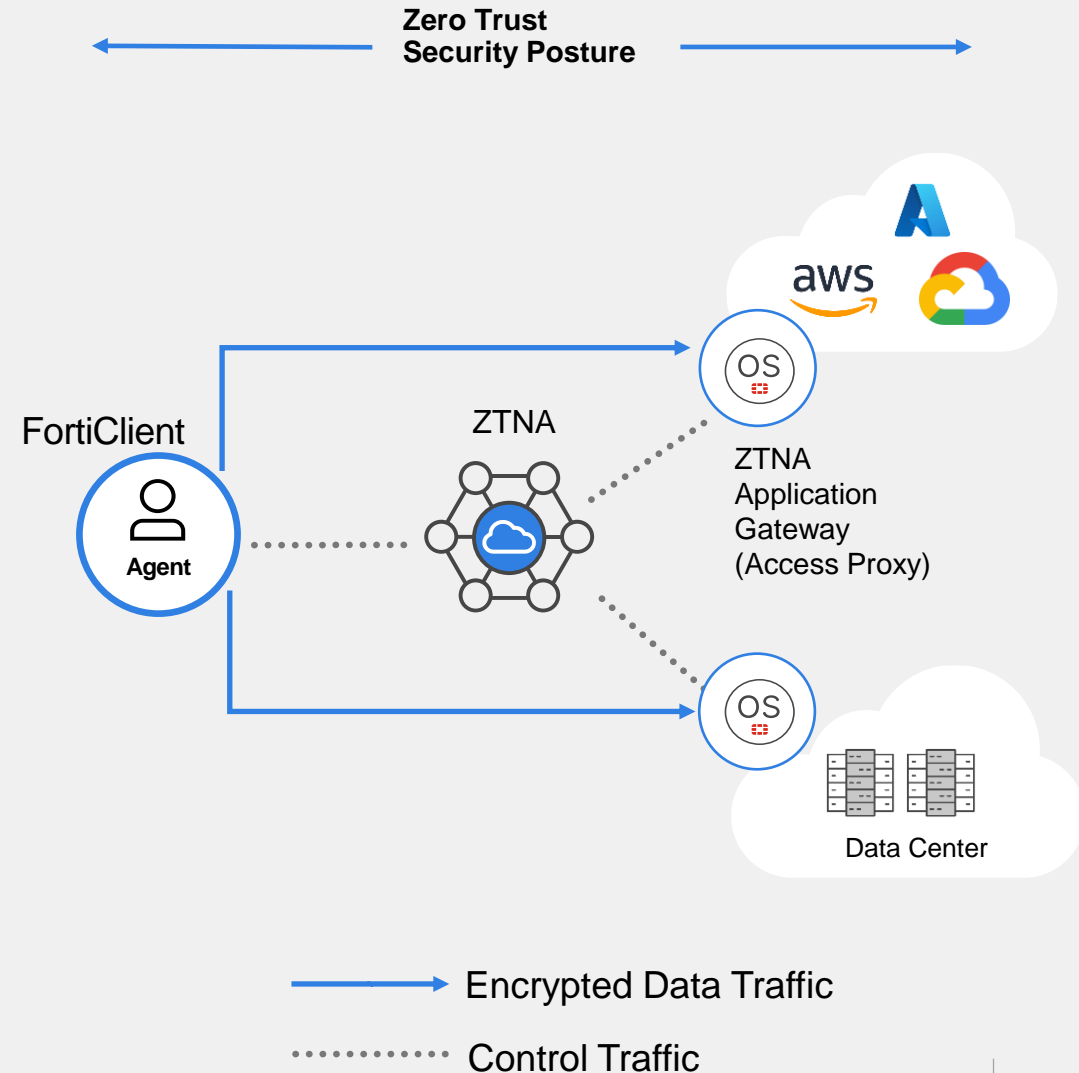 Zero Trust
Security Posture
aws
OS
FortiClient
ZTNA
Agent
ZTNA
Application
Gateway
(Access Proxy)
OS
Data Center
Encrypted Data Traffic
Control Traffic